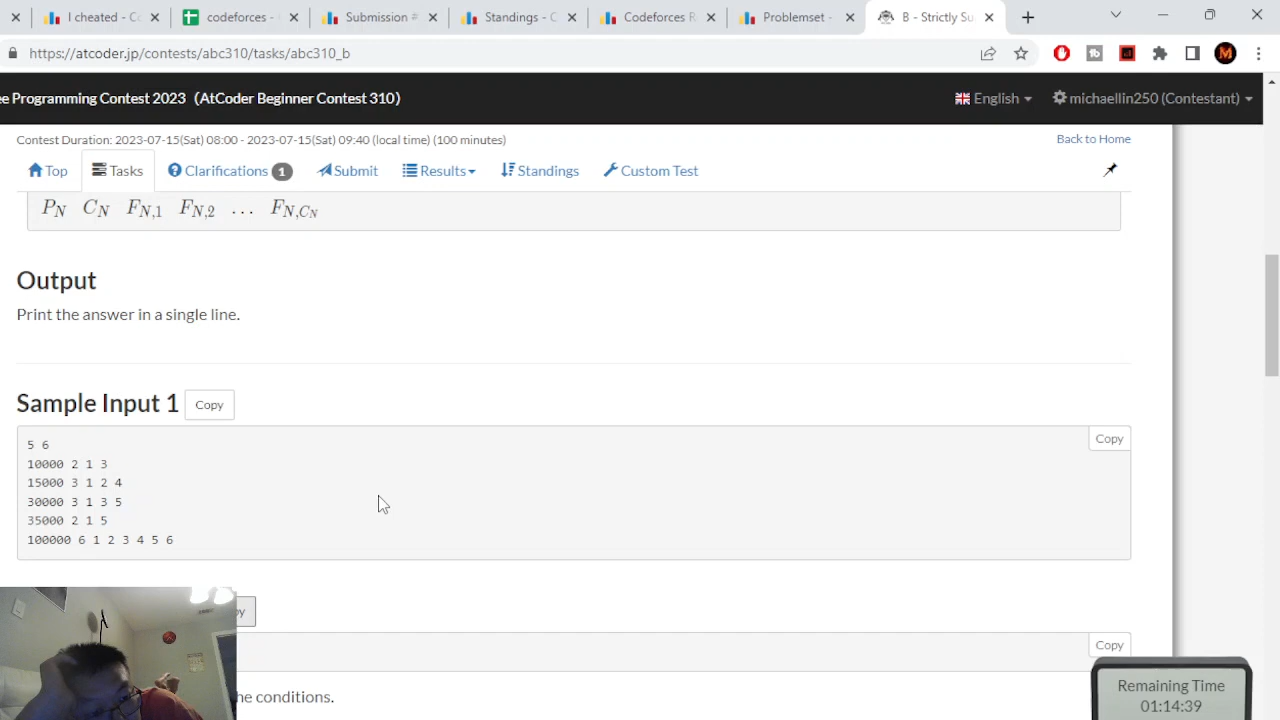 I cheated - Co
codeforces -
Submission #
Standings - C
Codeforces R
Problemset -
B - Strictly Su
https://atcoder.jp/contests/abc310/tasks/abc310_b
e Programming Contest 2023 (AtCoder Beginner Contest 310)
English
michaellin250 (Contestant)
Contest Duration: 2023-07-15(Sat) 08:00 - 2023-07-15(Sat) 09:40 (local time) (100 minutes)
Back to Home
Top
Tasks
Clarifications 1
Submit
Results
Standings
Custom Test
P_N C_N F_{N,1} F_{N,2} … F_{N,C_N}
Output
Print the answer in a single line.
Sample Input 1
Copy
Copy
5 6
10000 2 1 3
15000 3 1 2 4
30000 3 1 3 5
35000 2 1 5
100000 6 1 2 3 4 5 6
py
Copy
he conditions.
Remaining Time
01:14:39